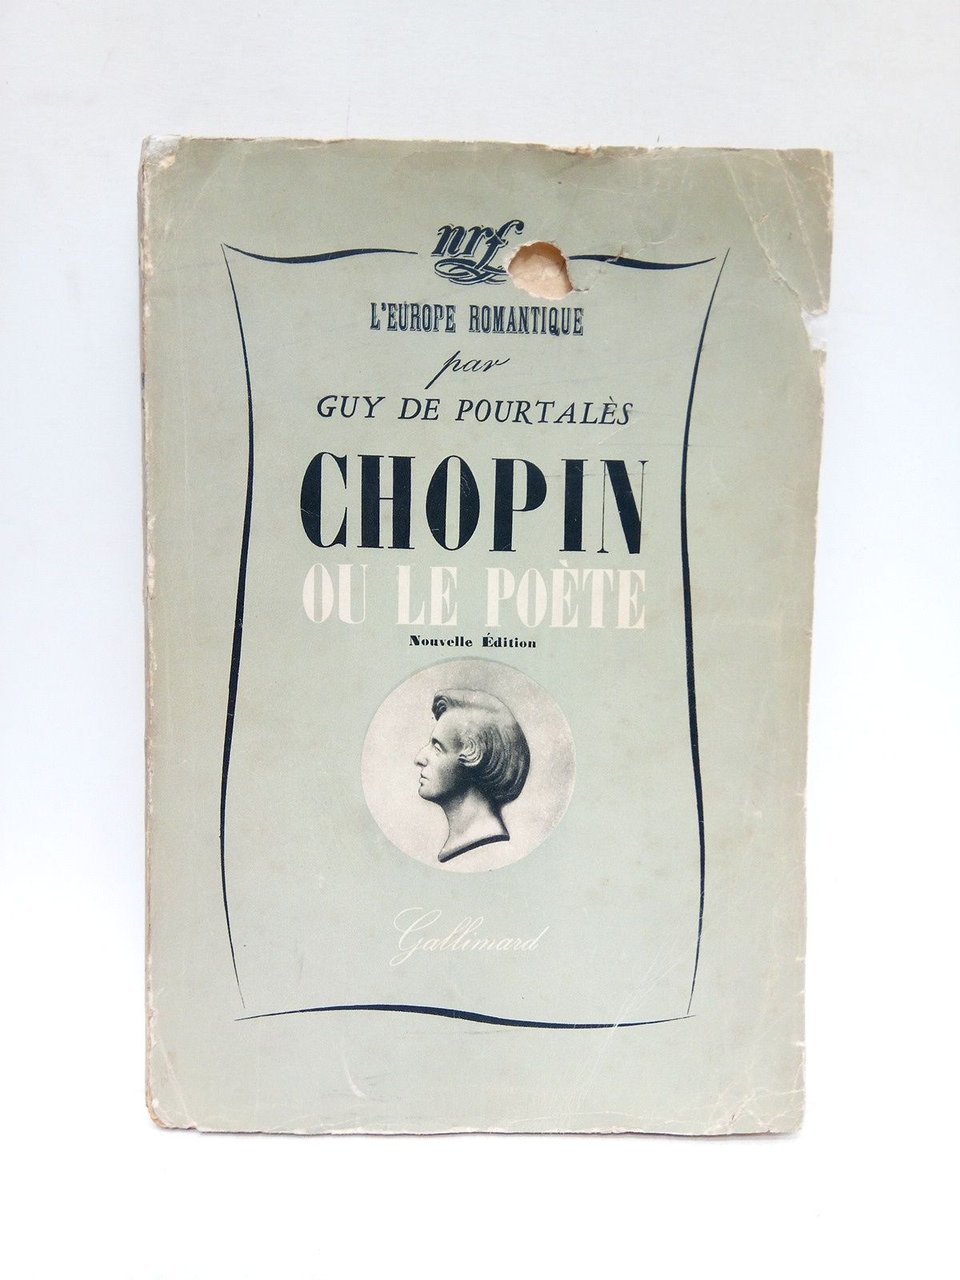 nrf
L'EUROPE ROMANTIQUE
par
GUY DE POURTALÈS
CHOPIN
OU LE POÈTE
Nouvelle Édition
Gallimard